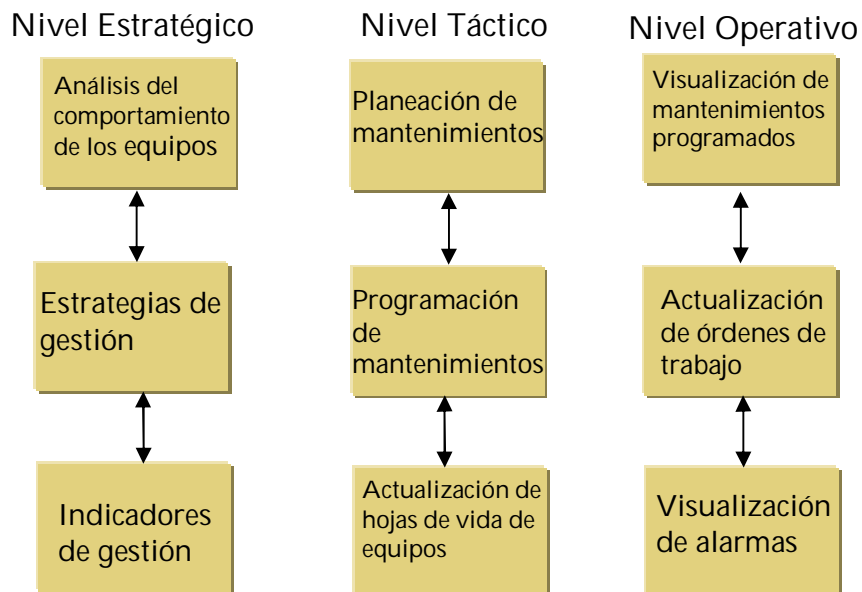 Nivel Estratégico
Análisis del
comportamiento
de los equipos
Estrategias de
gestión
Indicadores
de gestión
Nivel Táctico
Planeación de
mantenimientos
Programación
de
mantenimientos
Actualización de
hojas de vida de
equipos
Nivel Operativo
Visualización de
mantenimientos
programados
Actualización
de órdenes de
trabajo
Visualización
de alarmas